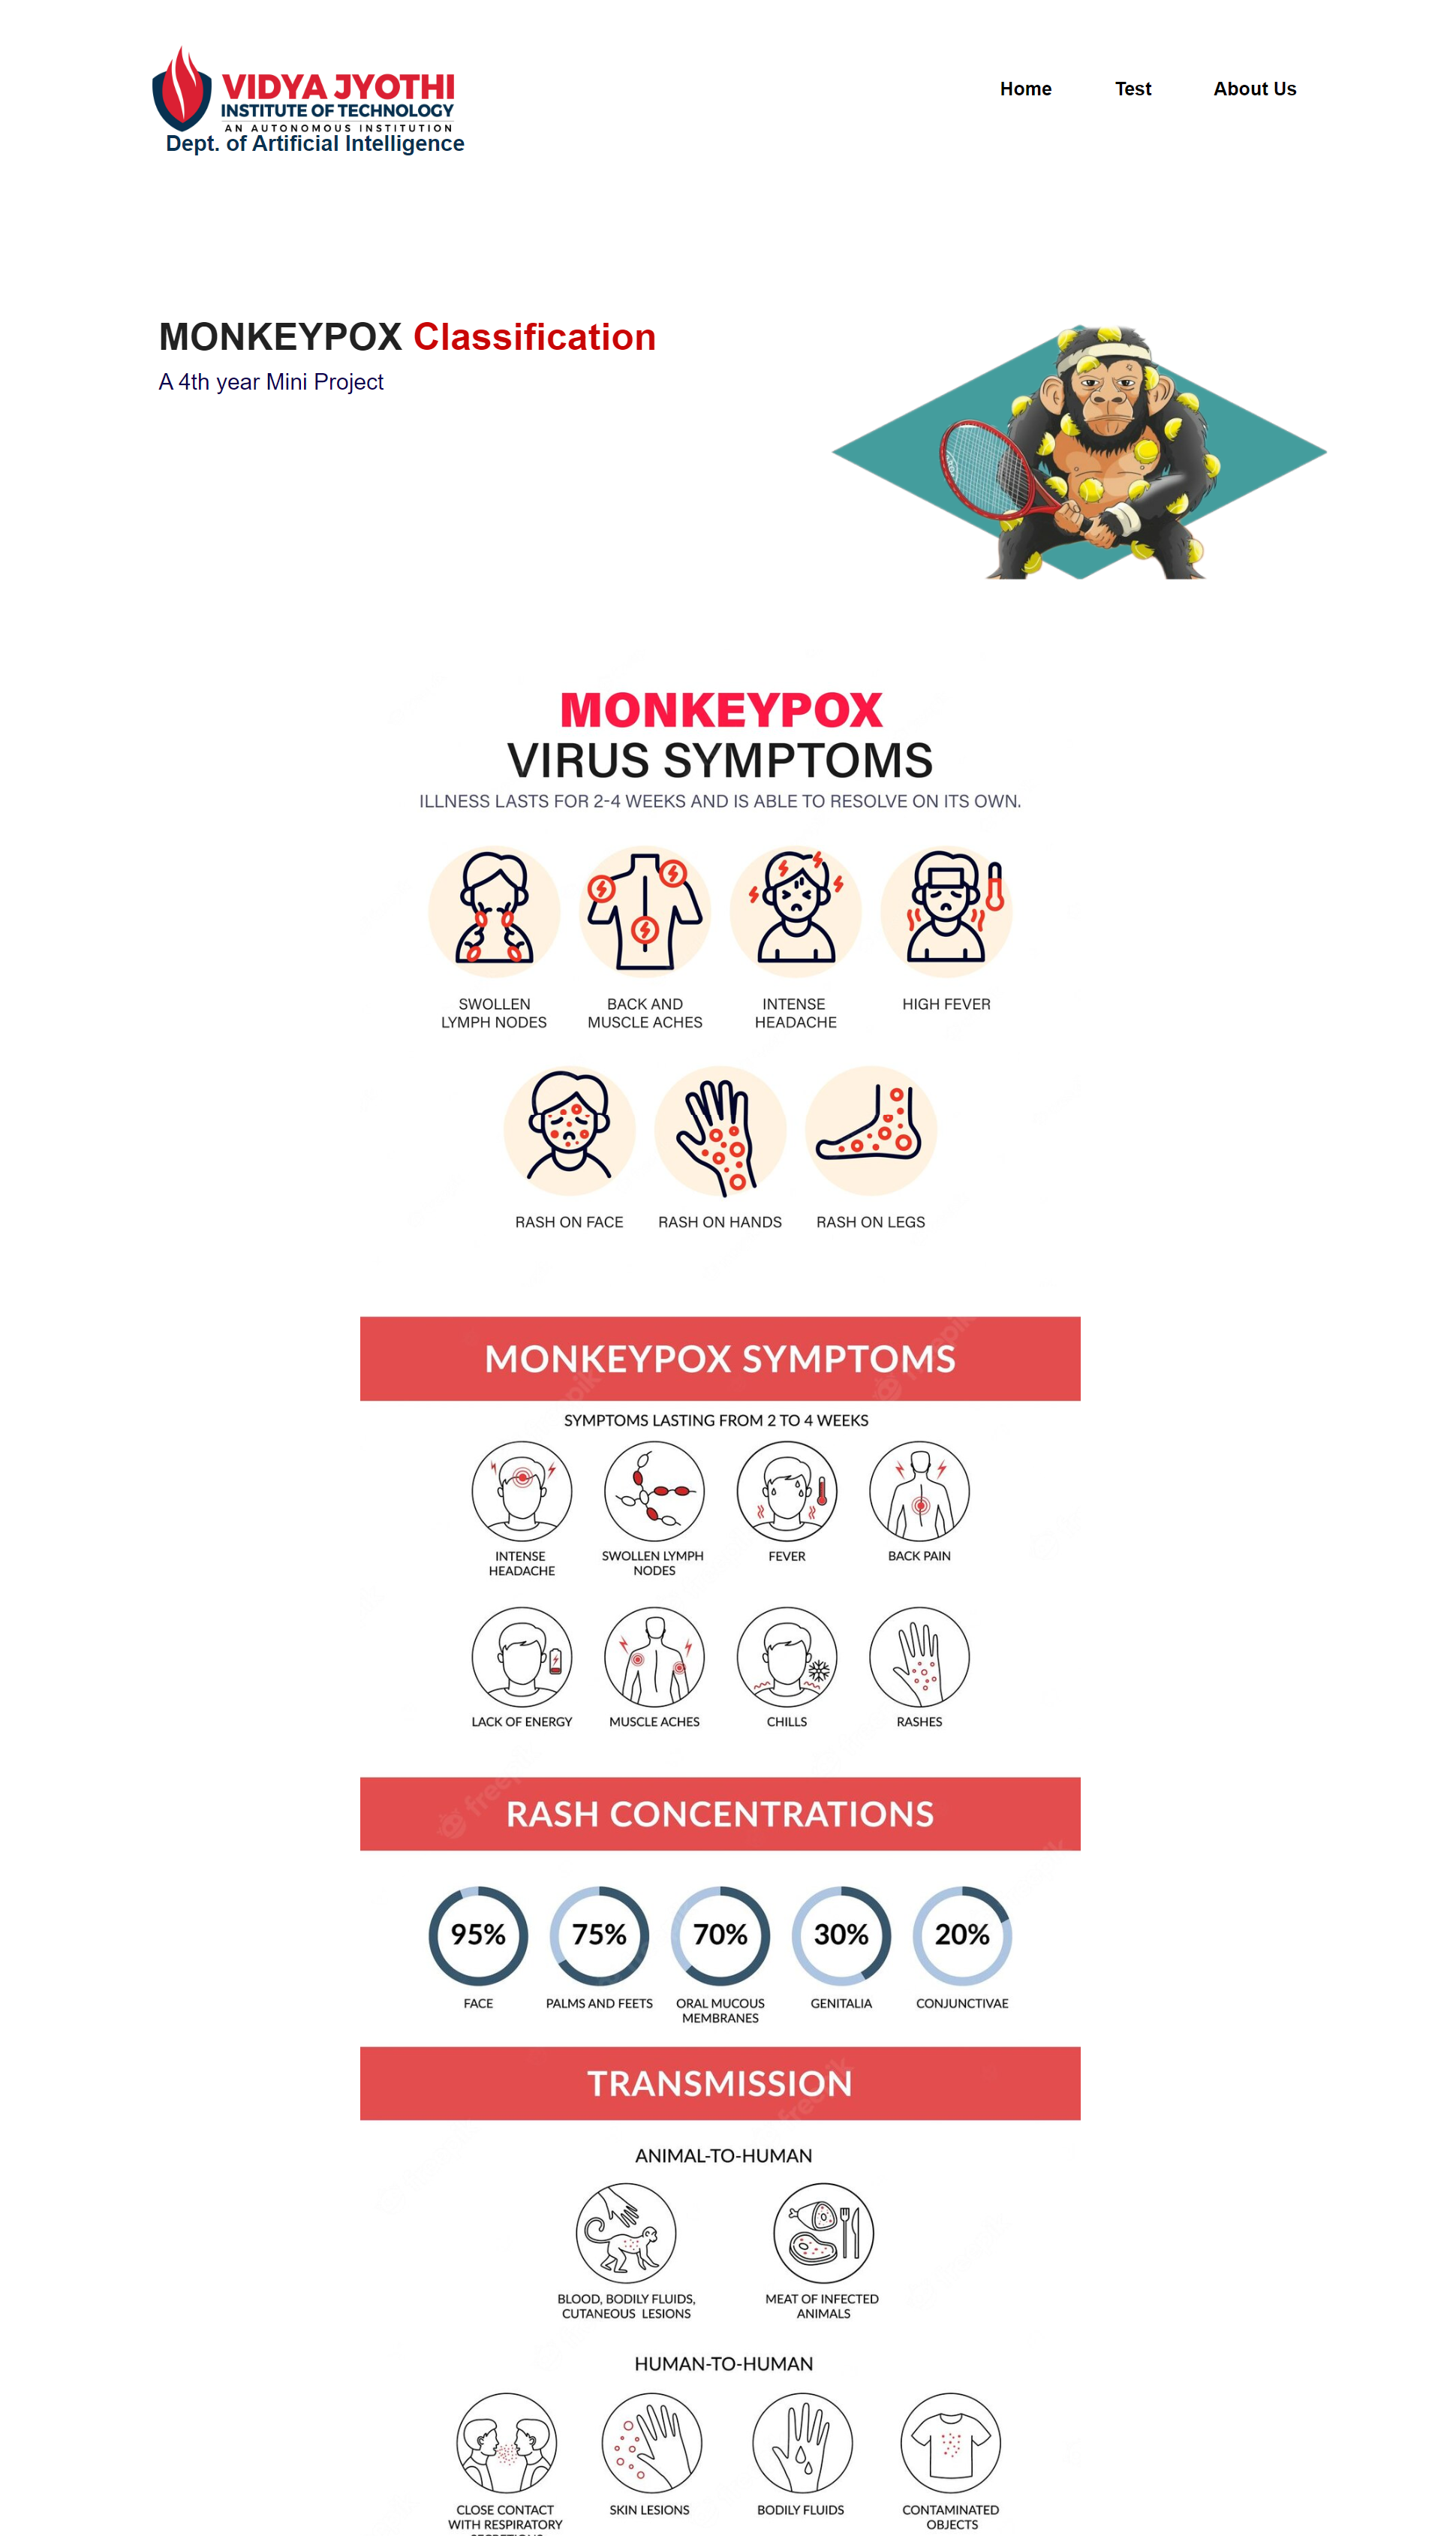 VIDYA JYOTHI
INSTITUTE OF TECHNOLOGY
AN AUTONOMOUS INSTITUTION
Dept. of Artificial Intelligence
Home Test About Us
MONKEYPOX Classification
A 4th year Mini Project
MONKEYPOX
VIRUS SYMPTOMS
ILLNESS LASTS FOR 2-4 WEEKS AND IS ABLE TO RESOLVE ON ITS OWN.
SWOLLEN
LYMPH NODES
BACK AND
MUSCLE ACHES
INTENSE
HEADACHE
HIGH FEVER
RASH ON FACE
RASH ON HANDS
RASH ON LEGS
MONKEYPOX SYMPTOMS
SYMPTOMS LASTING FROM 2 TO 4 WEEKS
INTENSE
HEADACHE
SWOLLEN LYMPH
NODES
FEVER
BACK PAIN
LACK OF ENERGY
MUSCLE ACHES
CHILLS
RASHES
freepik
RASH CONCENTRATIONS
95%
75%
70%
30%
20%
FACE
PALMS AND FEETS
ORAL MUCOUS
MEMBRANES
GENITALIA
CONJUNCTIVAE
TRANSMISSION
ANIMAL-TO-HUMAN
BLOOD, BODILY FLUIDS,
CUTANEOUS LESIONS
MEAT OF INFECTED
ANIMALS
HUMAN-TO-HUMAN
CLOSE CONTACT
WITH RESPIRATORY
SKIN LESIONS
BODILY FLUIDS
CONTAMINATED
OBJECTS